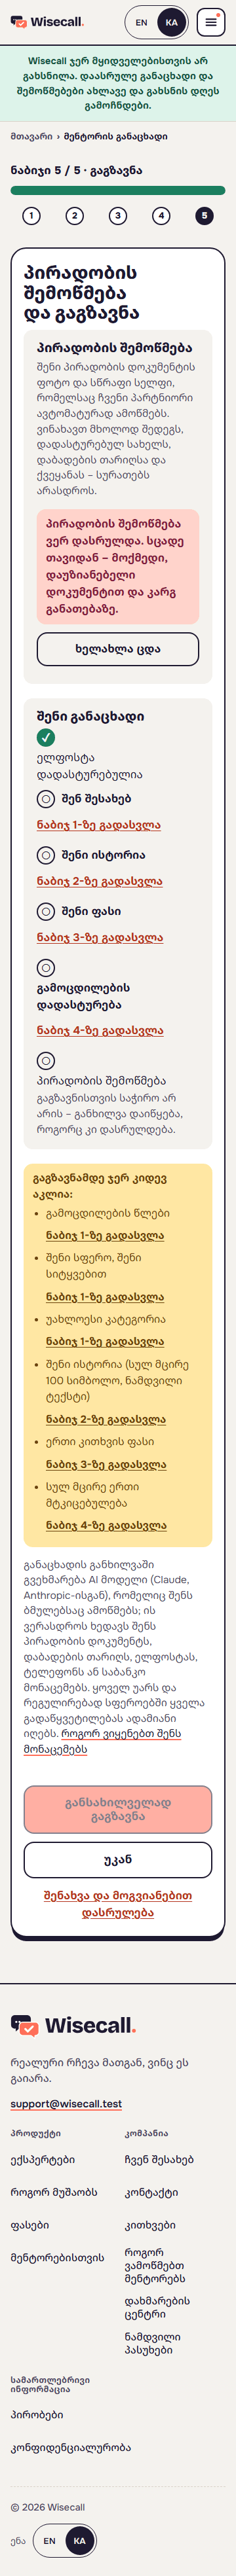 Wisecall.
EN KA
Wisecall ჯერ მყიდველებისთვის არ
გახსნილა. დაასრულე განაცხადი და
შემოწმებები ახლავე და გახსნის დღეს
გამოჩნდები.
მთავარი › მენტორის განაცხადი
ნაბიჯი 5 / 5 · გაგზავნა
1 2 3 4 5
პირადობის
შემოწმება
და გაგზავნა
პირადობის შემოწმება
შენი პირადობის დოკუმენტის
ფოტო და სწრაფი სელფი,
რომელსაც ჩვენი პარტნიორი
ავტომატურად ამოწმებს.
ვინახავთ მხოლოდ შედეგს,
დადასტურებულ სახელს,
დაბადების თარიღსა და
ქვეყანას – სურათებს
არასდროს.
პირადობის შემოწმება
ვერ დასრულდა. სცადე
თავიდან – მოქმედი,
დაუზიანებელი
დოკუმენტით და კარგ
განათებაზე.
ხელახლა ცდა
შენი განაცხადი
ელფოსტა
დადასტურებულია
შენ შესახებ
ნაბიჯ 1-ზე გადასვლა
შენი ისტორია
ნაბიჯ 2-ზე გადასვლა
შენი ფასი
ნაბიჯ 3-ზე გადასვლა
გამოცდილების
დადასტურება
ნაბიჯ 4-ზე გადასვლა
პირადობის შემოწმება
გაგზავნისთვის საჭირო არ
არის – განხილვა დაიწყება,
როგორც კი დასრულდება.
გაგზავნამდე ჯერ კიდევ
აკლია:
• გამოცდილების წლები
ნაბიჯ 1-ზე გადასვლა
• შენი სფერო, შენი
სიტყვებით
ნაბიჯ 1-ზე გადასვლა
• უახლოესი კატეგორია
ნაბიჯ 1-ზე გადასვლა
• შენი ისტორია (სულ მცირე
100 სიმბოლო, ნამდვილი
ტექსტი)
ნაბიჯ 2-ზე გადასვლა
• ერთი კითხვის ფასი
ნაბიჯ 3-ზე გადასვლა
• სულ მცირე ერთი
მტკიცებულება
ნაბიჯ 4-ზე გადასვლა
განაცხადის განხილვაში
გვეხმარება AI მოდელი (Claude,
Anthropic-ისგან), რომელიც შენს
ბმულებსაც ამოწმებს; ის
ვერასდროს ხედავს შენს
პირადობის დოკუმენტს,
დაბადების თარიღს, ელფოსტას,
ტელეფონს ან საბანკო
მონაცემებს. ყოველ უარს და
რეგულირებად სფეროებში ყველა
გადაწყვეტილებას ადამიანი
იღებს. როგორ ვიყენებთ შენს
მონაცემებს
განსახილველად
გაგზავნა
უკან
შენახვა და მოგვიანებით
დასრულება
Wisecall.
რეალური რჩევა მათგან, ვინც ეს
გაიარა.
support@wisecall.test
პროდუქტი
ექსპერტები
როგორ მუშაობს
ფასები
მენტორებისთვის
კომპანია
ჩვენ შესახებ
კონტაქტი
კითხვები
როგორ
ვამოწმებთ
მენტორებს
დახმარების
ცენტრი
ნამდვილი
პასუხები
სამართლებრივი
ინფორმაცია
პირობები
კონფიდენციალურობა
© 2026 Wisecall
ენა EN KA